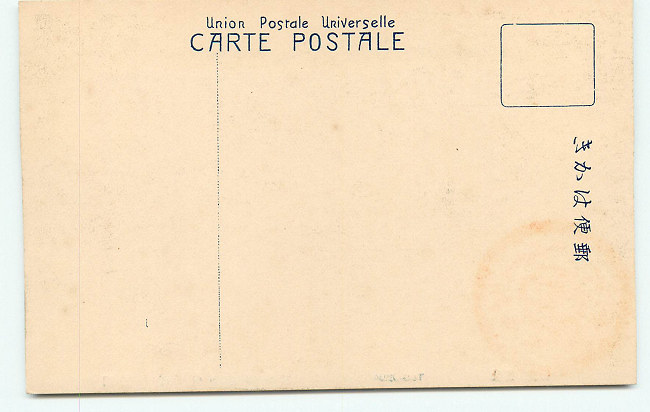 Union Postale Universelle
CARTE POSTALE
郵便はかき